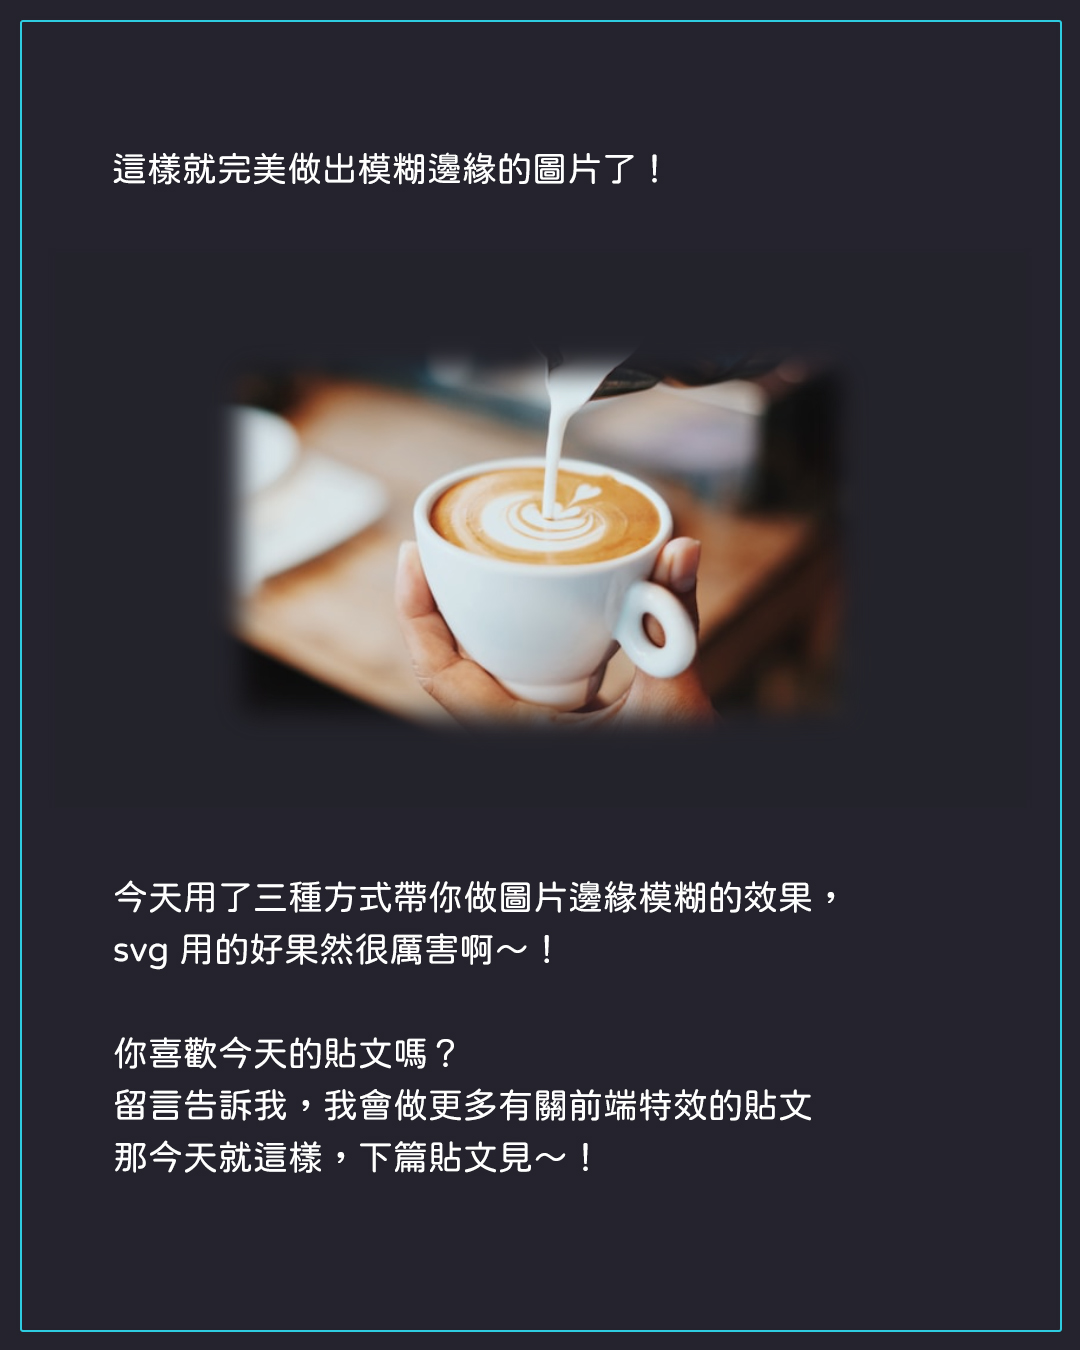 這樣就完美做出模糊邊緣的圖片了！
今天用了三種方式帶你做圖片邊緣模糊的效果，
svg 用的好果然很厲害啊～！
你喜歡今天的貼文嗎？
留言告訴我，我會做更多有關前端特效的貼文
那今天就這樣，下篇貼文見～！